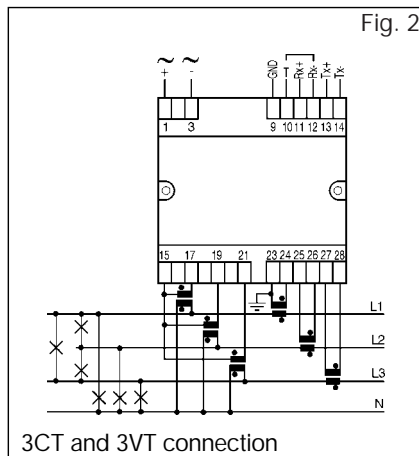 Fig. 2
~ ~
+ -
GND T Rx+ Rx- Tx+ Tx-
1 3 9 10 11 12 13 14
15 17 19 21 23 24 25 26 27 28
L1
L2
L3
N
3CT and 3VT connection